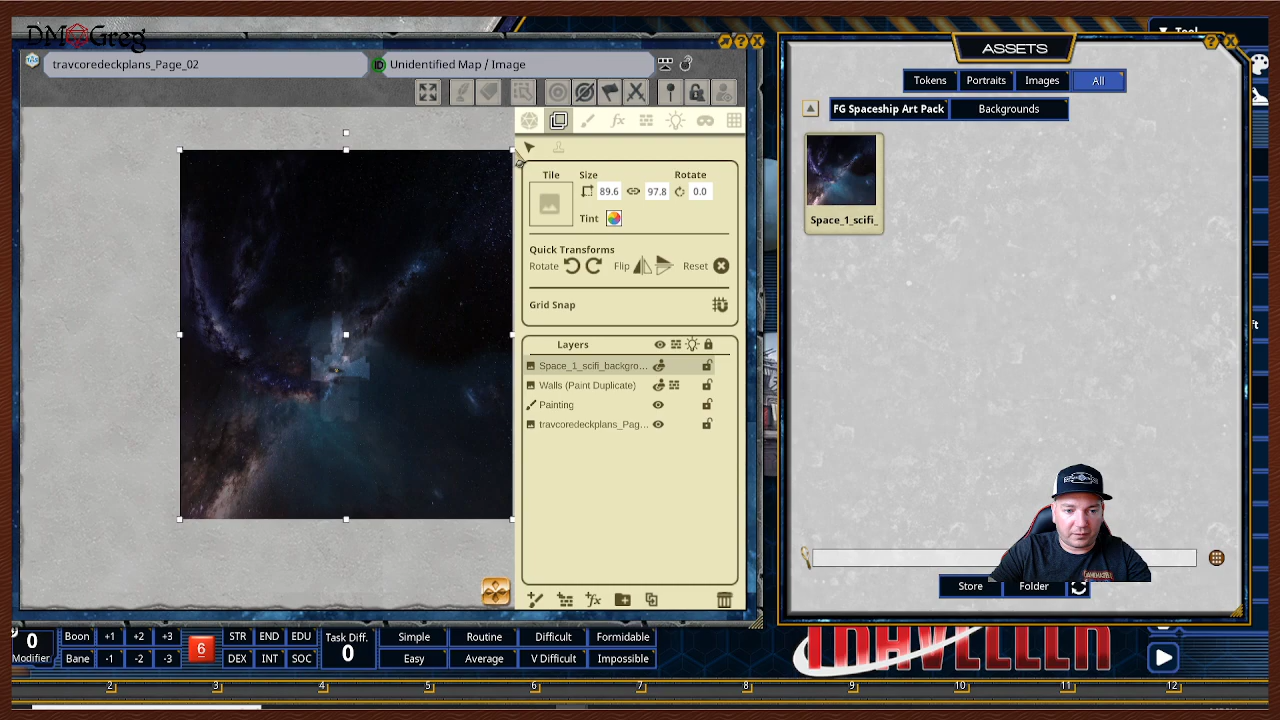 DM Greg
Tool
travcoredeckplans_Page_02
ID Unidentified Map / Image
ASSETS
Tokens Portraits Images All
FG Spaceship Art Pack Backgrounds
Space_1_scifi_
Tile Size Rotate
89.6 97.8 0.0
Tint
Quick Transforms
Rotate Flip Reset
Grid Snap
Layers
Space_1_scifi_backgro...
Walls (Paint Duplicate)
Painting
travcoredeckplans_Pag...
fx
Store Folder
0 Modifier
Boon +1 +2 +3
Bane -1 -2 -3
6
STR END EDU
DEX INT SOC
Task Diff.
0
Simple Routine Difficult Formidable
Easy Average V Difficult Impossible
TRAVELLER
2 3 4 5 6 7 8 9 10 11 12